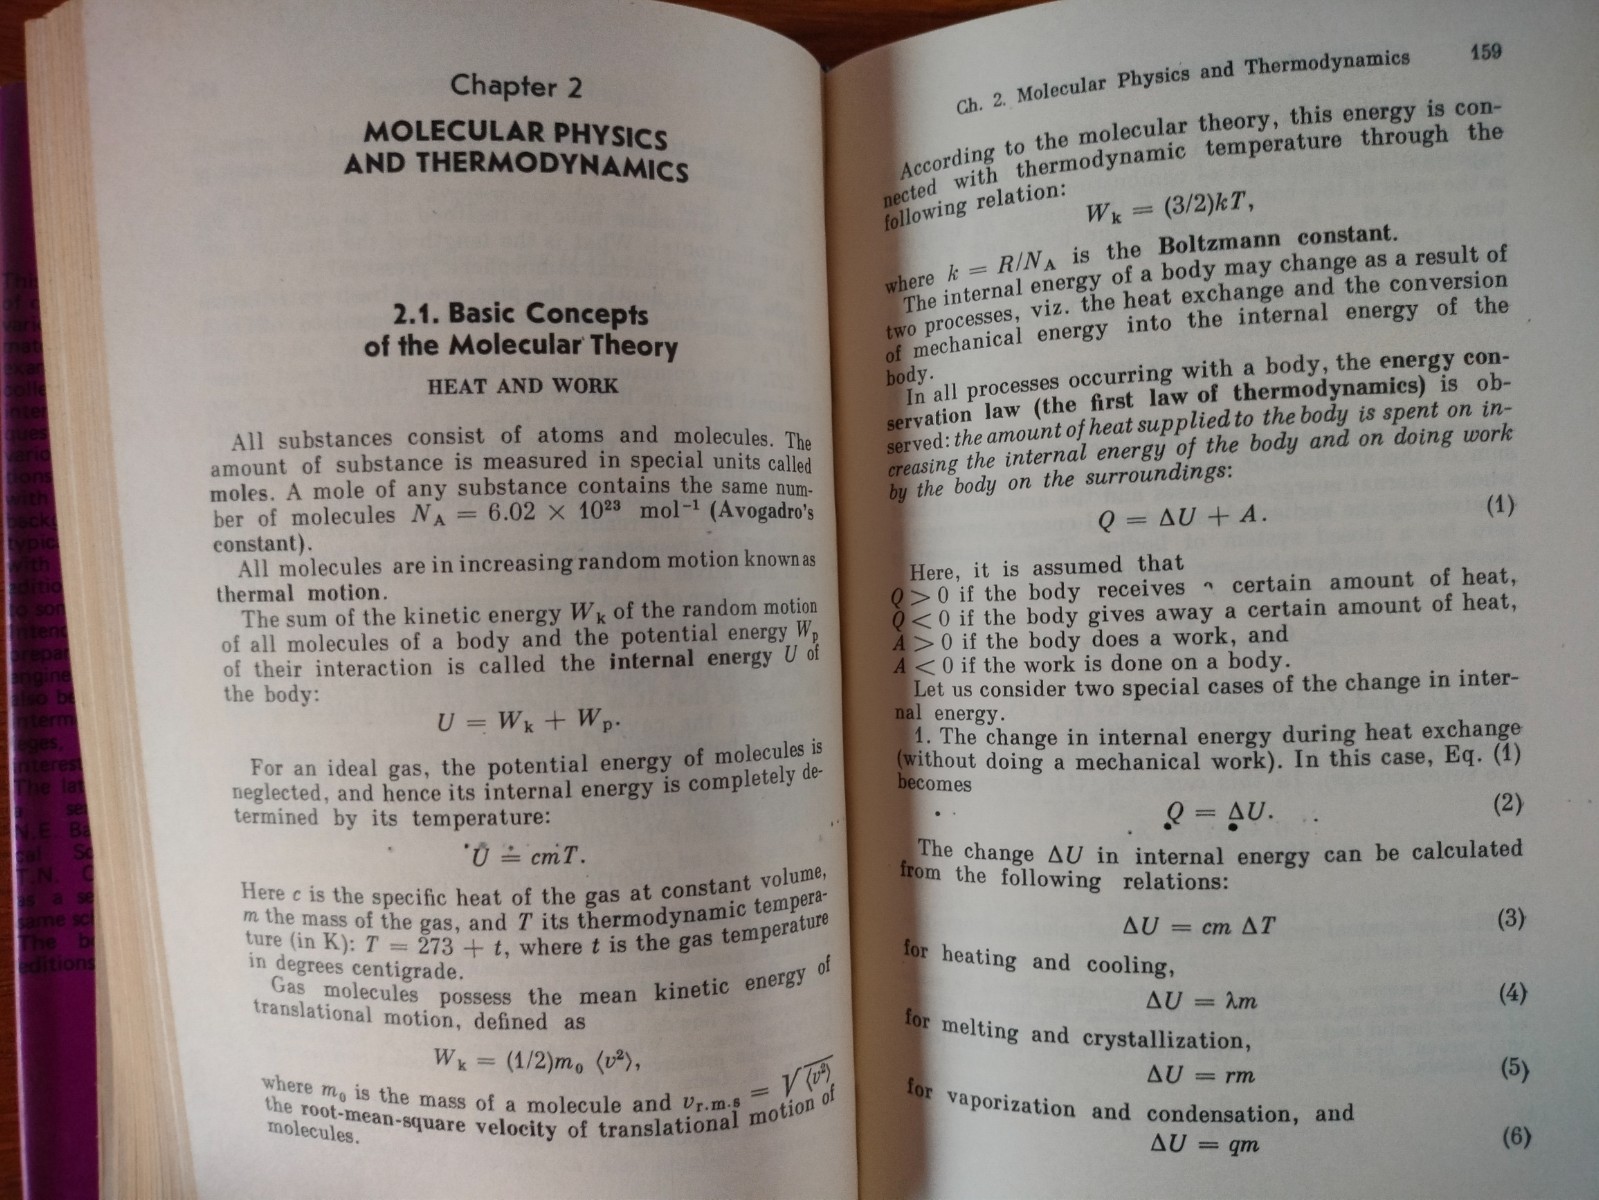 Chapter 2
MOLECULAR PHYSICS
AND THERMODYNAMICS
2.1. Basic Concepts
of the Molecular Theory
HEAT AND WORK
All substances consist of atoms and molecules. The
amount of substance is measured in special units called
moles. A mole of any substance contains the same num-
ber of molecules N_A = 6.02 × 10²³ mol⁻¹ (Avogadro's
constant).
All molecules are in increasing random motion known as
thermal motion.
The sum of the kinetic energy W_k of the random motion
of all molecules of a body and the potential energy W_p
of their interaction is called the internal energy U of
the body:
U = W_k + W_p.
For an ideal gas, the potential energy of molecules is
neglected, and hence its internal energy is completely de-
termined by its temperature:
U = cmT.
Here c is the specific heat of the gas at constant volume,
m the mass of the gas, and T its thermodynamic tempera-
ture (in K): T = 273 + t, where t is the gas temperature
in degrees centigrade.
Gas molecules possess the mean kinetic energy of
translational motion, defined as
W_k = (1/2)m₀ ⟨v²⟩,
where m₀ is the mass of a molecule and v_r.m.s = √⟨v²⟩
the root-mean-square velocity of translational motion of
molecules.
Ch. 2. Molecular Physics and Thermodynamics 159
According to the molecular theory, this energy is con-
nected with thermodynamic temperature through the
following relation:
W_k = (3/2)kT,
where k = R/N_A is the Boltzmann constant.
The internal energy of a body may change as a result of
two processes, viz. the heat exchange and the conversion
of mechanical energy into the internal energy of the
body.
In all processes occurring with a body, the energy con-
servation law (the first law of thermodynamics) is ob-
served: the amount of heat supplied to the body is spent on in-
creasing the internal energy of the body and on doing work
by the body on the surroundings:
Q = ΔU + A. (1)
Here, it is assumed that
Q > 0 if the body receives certain amount of heat,
Q < 0 if the body gives away a certain amount of heat,
A > 0 if the body does a work, and
A < 0 if the work is done on a body.
Let us consider two special cases of the change in inter-
nal energy.
1. The change in internal energy during heat exchange
(without doing a mechanical work). In this case, Eq. (1)
becomes
Q = ΔU. (2)
The change ΔU in internal energy can be calculated
from the following relations:
ΔU = cm ΔT (3)
for heating and cooling,
ΔU = λm (4)
for melting and crystallization,
ΔU = rm (5)
for vaporization and condensation, and
ΔU = qm (6)